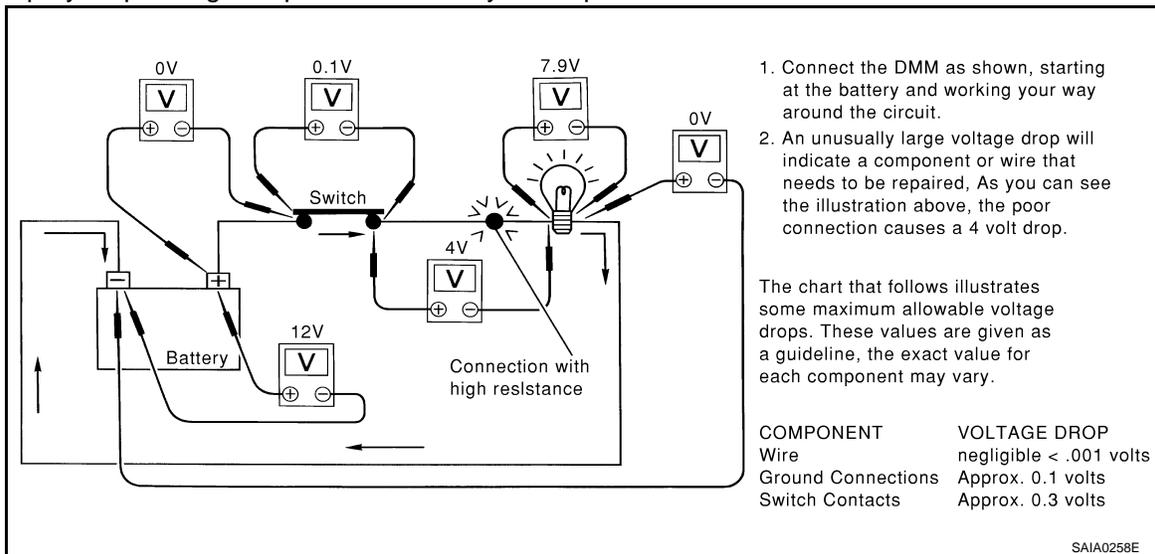 0V
0.1V
7.9V
0V
V
V
V
V
Switch
4V
V
Battery
12V
V
Connection with
high reslstance
1. Connect the DMM as shown, starting
at the battery and working your way
around the circuit.
2. An unusually large voltage drop will
indicate a component or wire that
needs to be repaired, As you can see
the illustration above, the poor
connection causes a 4 volt drop.
The chart that follows illustrates
some maximum allowable voltage
drops. These values are given as
a guideline, the exact value for
each component may vary.
COMPONENT VOLTAGE DROP
Wire negligible < .001 volts
Ground Connections Approx. 0.1 volts
Switch Contacts Approx. 0.3 volts
SAIA0258E